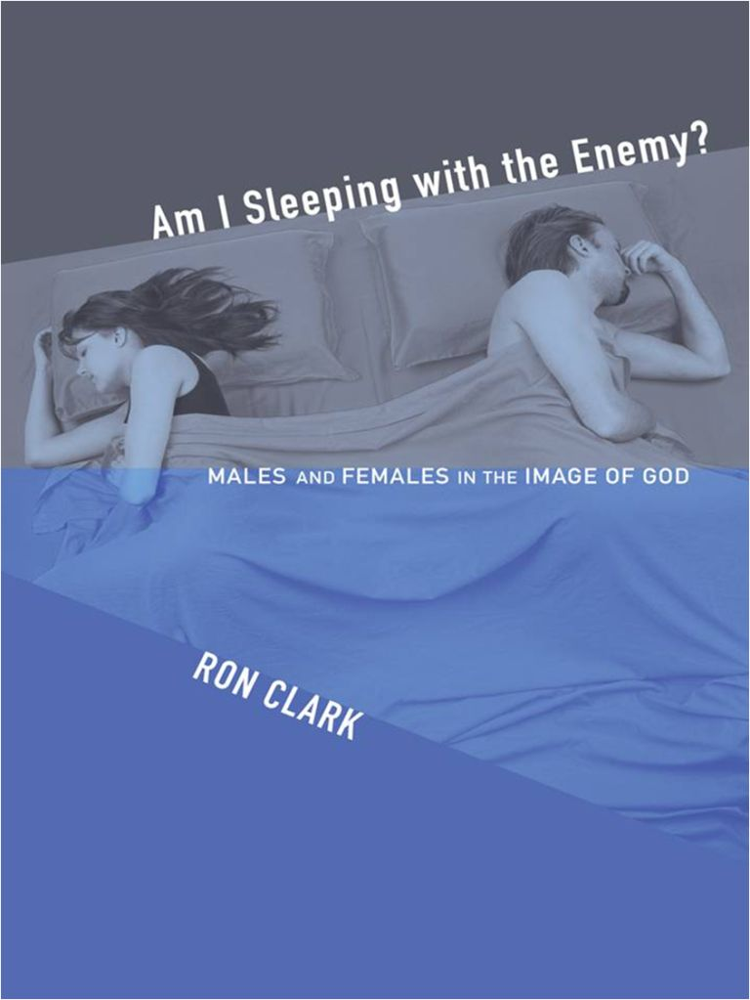 Am I Sleeping with the Enemy?
MALES AND FEMALES IN THE IMAGE OF GOD
RON CLARK